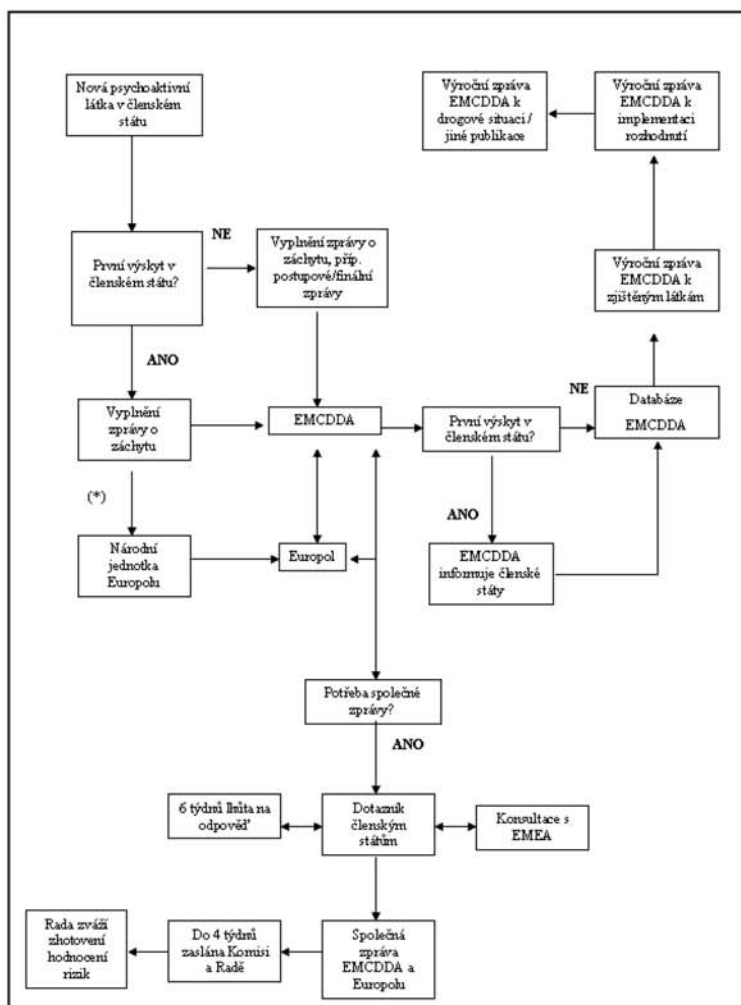 Nová psychoaktivní
látka v členském
státu
Výroční zpráva
EMCDDA k
drogové situaci /
jiné publikace
Výroční zpráva
EMCDDA k
implementaci
rozhodnutí
První výskyt v
členském státu?
NE
Vyplnění zprávy o
záchytu, příp.
postupové/finální
zprávy
Výroční zpráva
EMCDDA k
zjištěným látkám
ANO
Vyplnění
zprávy o
záchytu
EMCDDA
První výskyt v
členském státu?
NE
Databáze
EMCDDA
(*)
Národní
jednotka
Europolu
Europol
ANO
EMCDDA
informuje členské
státy
Potřeba společné
zprávy?
ANO
6 týdnů lhůta na
odpověď
Dotazník
členským
státům
Konsultace s
EMEA
Rada zváží
zhotovení
hodnocení
rizik
Do 4 týdnů
zaslána Komisi
a Radě
Společná
zpráva
EMCDDA a
Europolu